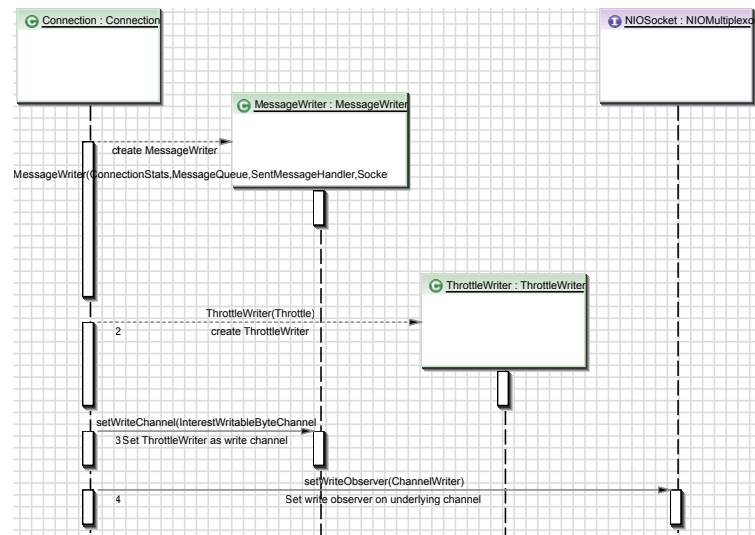 C Connection : Connection
I NIOSocket : NIOMultiplexo
C MessageWriter : MessageWriter
1 create MessageWriter
MessageWriter(ConnectionStats,MessageQueue,SentMessageHandler,Socke
C ThrottleWriter : ThrottleWriter
ThrottleWriter(Throttle)
2 create ThrottleWriter
setWriteChannel(InterestWritableByteChannel
3 Set ThrottleWriter as write channel
setWriteObserver(ChannelWriter)
4 Set write observer on underlying channel